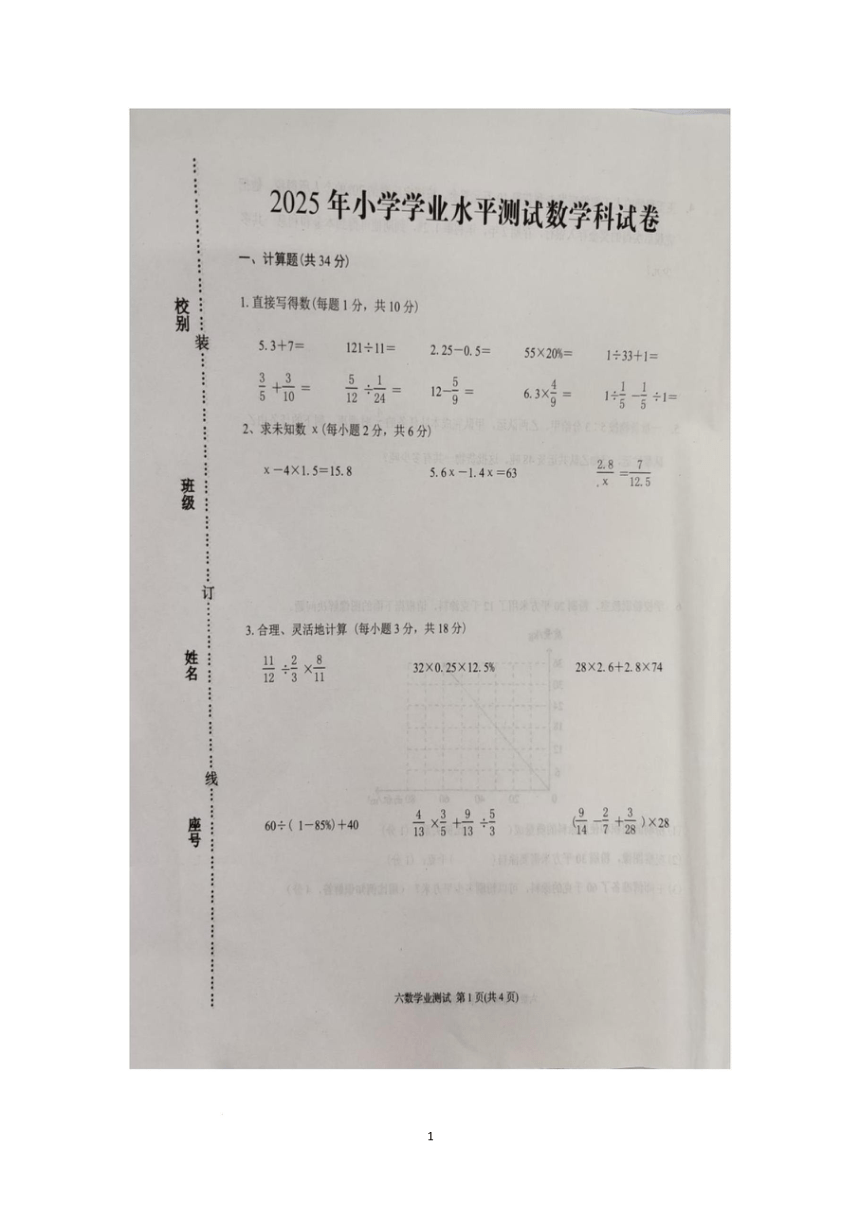 2025年小学学业水平测试数学科试卷
一、计算题(共34分)
1.直接写得数(每题1分，共10分)
5.3+7= 121÷11= 2.25-0.5= 55×20%= 1÷33+1=
3/5+3/10= 5/12÷1/24= 12-5/9= 6.3×4/9= 1÷1/5-1/5÷1=
2、求未知数 x(每小题2分，共6分)
x-4×1.5=15.8 5.6x-1.4x=63 2.8/x=7/12.5
3.合理、灵活地计算(每小题3分，共18分)
11/12÷2/3×8/11 32×0.25×12.5% 28×2.6+2.8×74
60÷(1-85%)+40 4/13×3/5+9/13÷5/3 (9/14-2/7+3/28)×28
六数学业测试 第1页(共4页)
校别
班级
姓名
座号
装
订
线
1